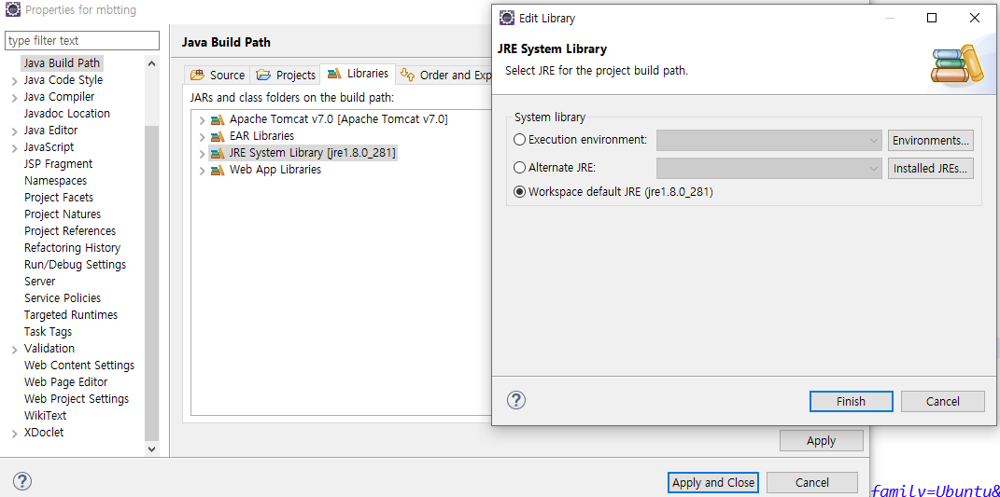 Properties for mbtting
type filter text
Java Build Path
Java Code Style
Java Compiler
Javadoc Location
Java Editor
JavaScript
JSP Fragment
Namespaces
Project Facets
Project Natures
Project References
Refactoring History
Run/Debug Settings
Server
Service Policies
Targeted Runtimes
Task Tags
Validation
Web Content Settings
Web Page Editor
Web Project Settings
WikiText
XDoclet
Java Build Path
Source Projects Libraries Order and Exp
JARs and class folders on the build path:
Apache Tomcat v7.0 [Apache Tomcat v7.0]
EAR Libraries
JRE System Library [jre1.8.0_281]
Web App Libraries
Apply
Apply and Close Cancel
Edit Library
JRE System Library
Select JRE for the project build path.
System library
Execution environment: Environments...
Alternate JRE: Installed JREs...
Workspace default JRE (jre1.8.0_281)
Finish Cancel
family=Ubuntu&